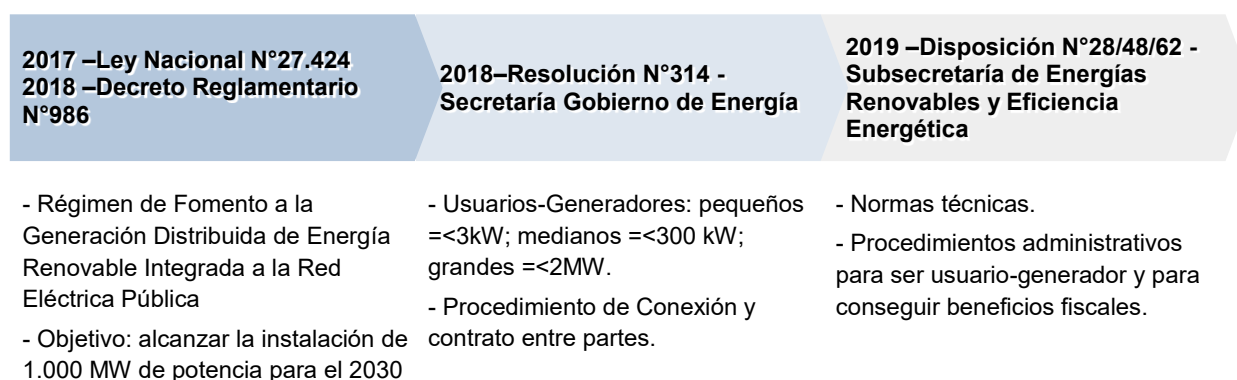 2017 –Ley Nacional N°27.424
2018 –Decreto Reglamentario
N°986
2018–Resolución N°314 -
Secretaría Gobierno de Energía
2019 –Disposición N°28/48/62 -
Subsecretaría de Energías
Renovables y Eficiencia
Energética
- Régimen de Fomento a la
Generación Distribuida de Energía
Renovable Integrada a la Red
Eléctrica Pública
- Objetivo: alcanzar la instalación de
1.000 MW de potencia para el 2030
- Usuarios-Generadores: pequeños
=<3kW; medianos =<300 kW;
grandes =<2MW.
- Procedimiento de Conexión y
contrato entre partes.
- Normas técnicas.
- Procedimientos administrativos
para ser usuario-generador y para
conseguir beneficios fiscales.